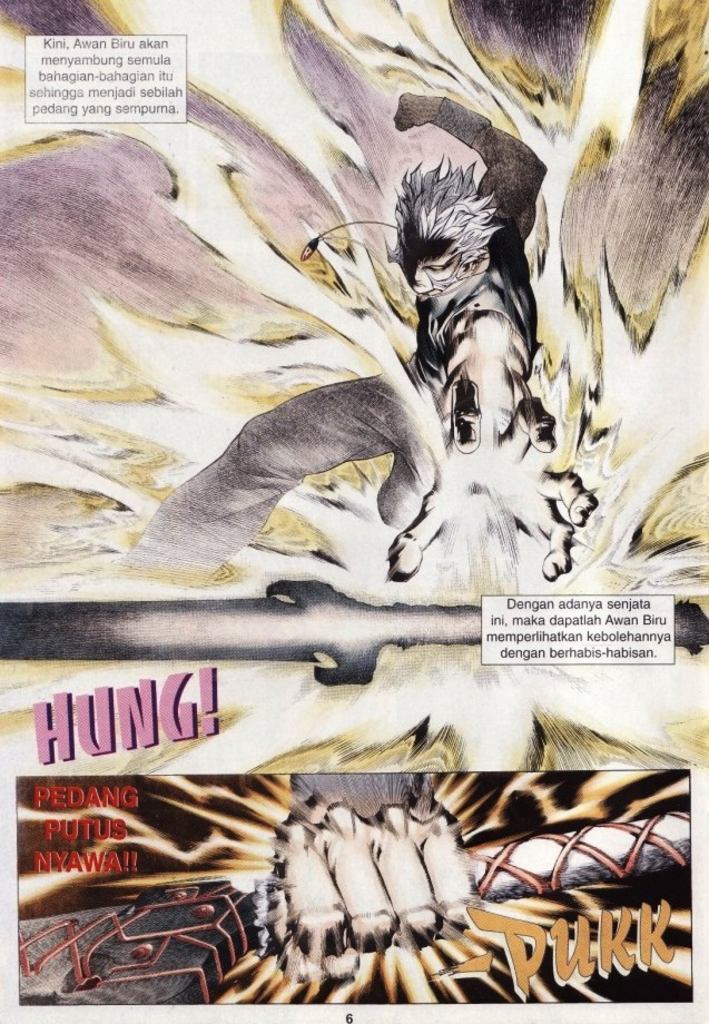 Kini, Awan Biru akan
menyambung semula
bahagian-bahagian itu
sehingga menjadi sebilah
pedang yang sempurna.
Dengan adanya senjata
ini, maka dapatlah Awan Biru
memperlihatkan kebolehannya
dengan berhabis-habisan.
HUNG!
PEDANG
PUTUS
NYAWA!!
PUKK
6